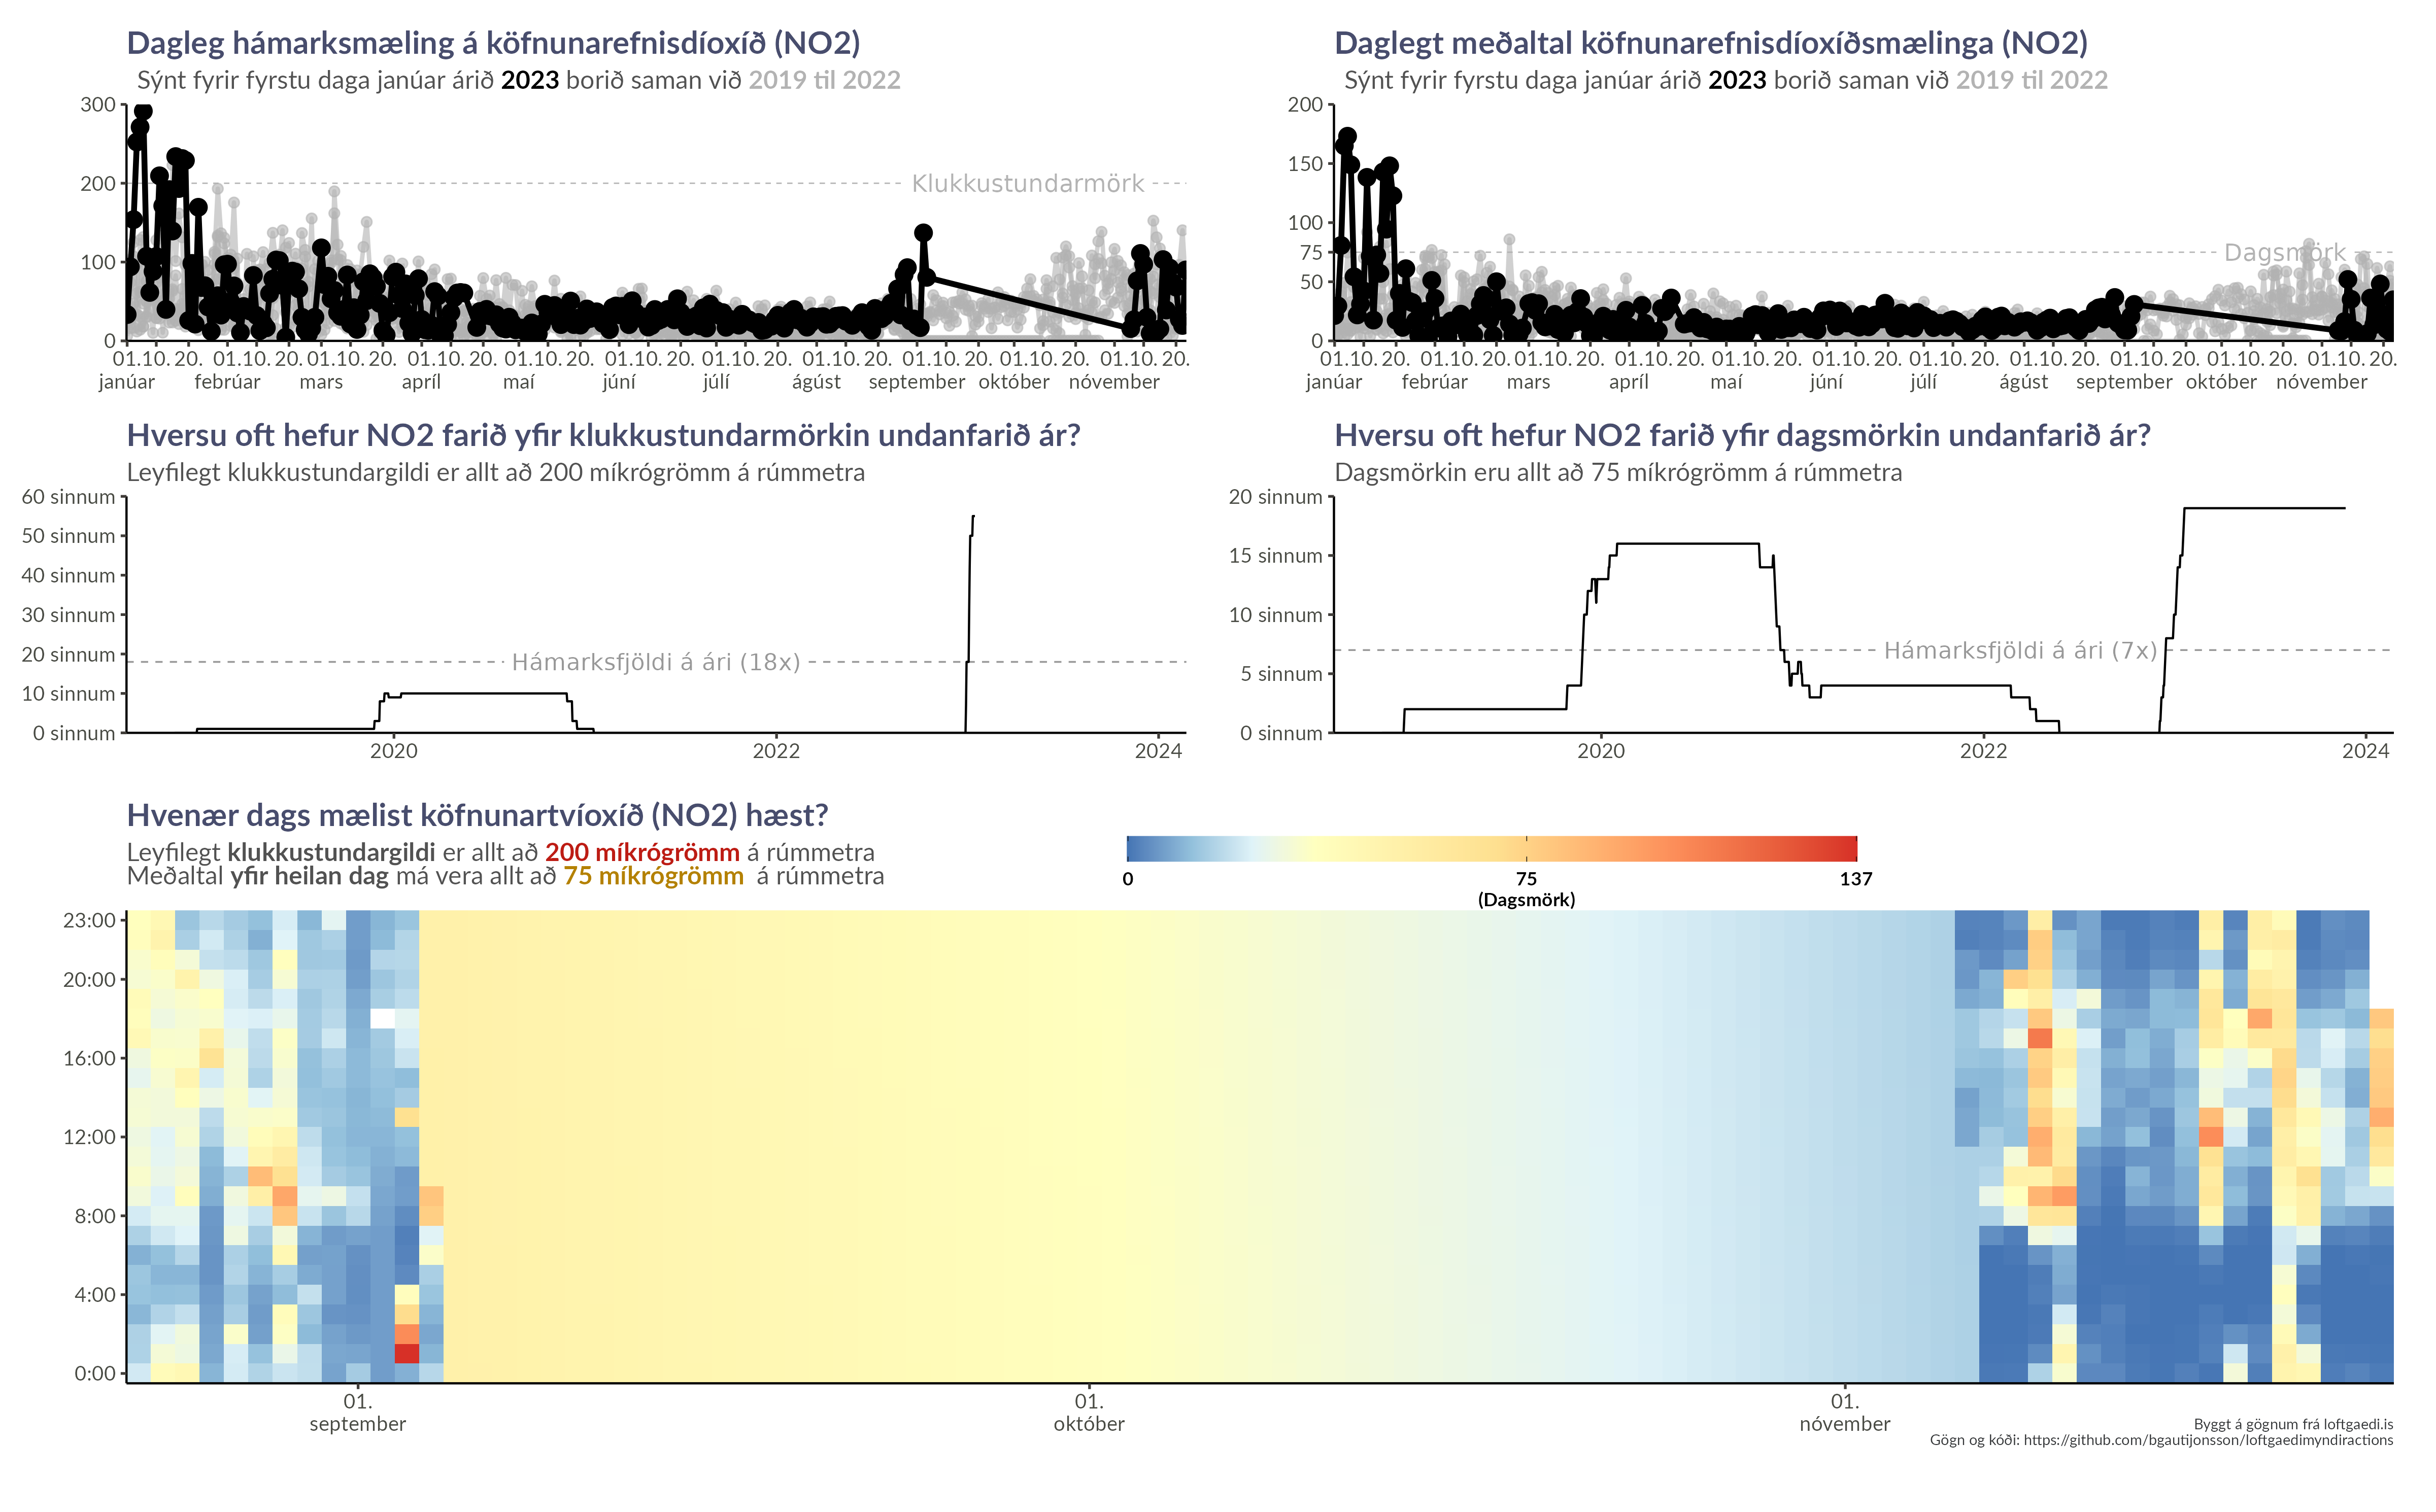 Dagleg hámarksmæling á köfnunarefnisdíoxíð (NO2)
Sýnt fyrir fyrstu daga janúar árið 2023 borið saman við 2019 til 2022
300
200
100
0
Klukkustundarmörk
01. 10. 20. 01. 10. 20. 01. 10. 20. 01. 10. 20. 01. 10. 20. 01. 10. 20. 01. 10. 20. 01. 10. 20. 01. 10. 20. 01. 10. 20. 01. 10. 20.
janúar febrúar mars apríl maí júní júlí ágúst september október nóvember
Daglegt meðaltal köfnunarefnisdíoxíðsmælinga (NO2)
Sýnt fyrir fyrstu daga janúar árið 2023 borið saman við 2019 til 2022
200
150
100
75
50
0
Dagsmörk
01. 10. 20. 01. 10. 20. 01. 10. 20. 01. 10. 20. 01. 10. 20. 01. 10. 20. 01. 10. 20. 01. 10. 20. 01. 10. 20. 01. 10. 20. 01. 10. 20.
janúar febrúar mars apríl maí júní júlí ágúst september október nóvember
Hversu oft hefur NO2 farið yfir klukkustundarmörkin undanfarið ár?
Leyfilegt klukkustundargildi er allt að 200 míkrógrömm á rúmmetra
60 sinnum
50 sinnum
40 sinnum
30 sinnum
20 sinnum
10 sinnum
0 sinnum
Hámarksfjöldi á ári (18x)
2020 2022 2024
Hversu oft hefur NO2 farið yfir dagsmörkin undanfarið ár?
Dagsmörkin eru allt að 75 míkrógrömm á rúmmetra
20 sinnum
15 sinnum
10 sinnum
5 sinnum
0 sinnum
Hámarksfjöldi á ári (7x)
2020 2022 2024
Hvenær dags mælist köfnunartvíoxíð (NO2) hæst?
Leyfilegt klukkustundargildi er allt að 200 míkrógrömm á rúmmetra
Meðaltal yfir heilan dag má vera allt að 75 míkrógrömm á rúmmetra
0 75 137
(Dagsmörk)
23:00
20:00
16:00
12:00
8:00
4:00
0:00
01. 01. 01.
september október nóvember
Byggt á gögnum frá loftgaedi.is
Gögn og kóði: https://github.com/bgautijonsson/loftgaedimyndiractions